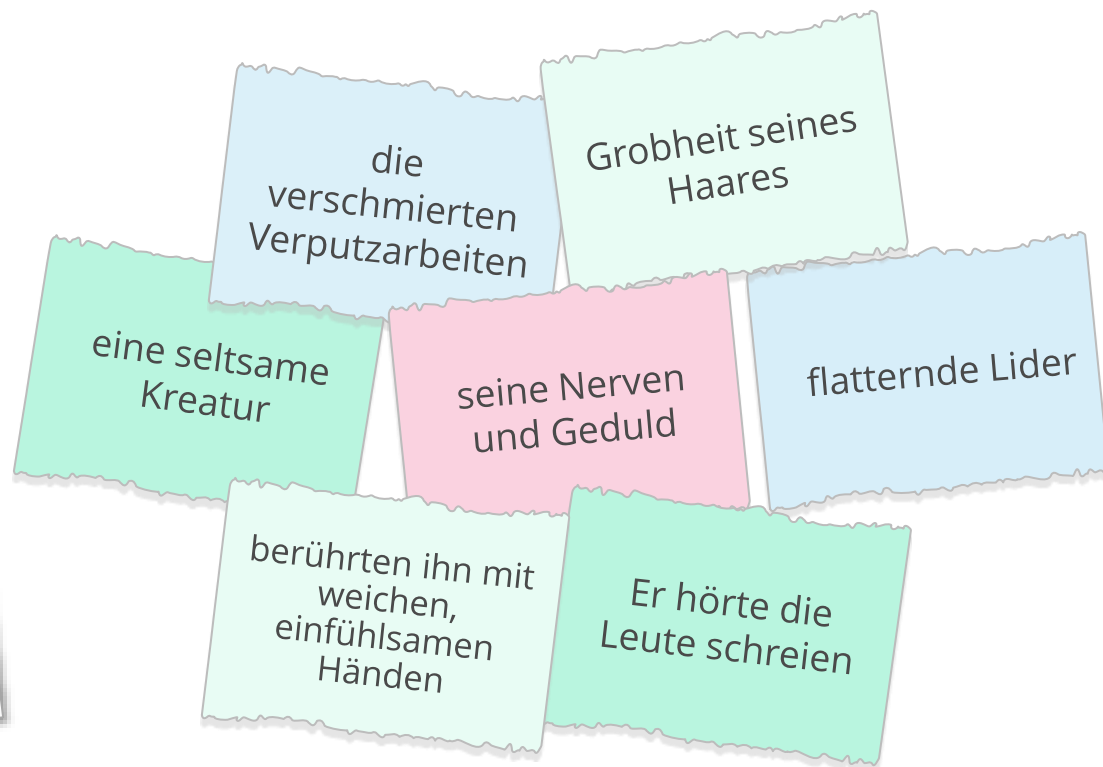 die
verschmierten
Verputzarbeiten
Grobheit seines
Haares
eine seltsame
Kreatur
seine Nerven
und Geduld
flatternde Lider
berührten ihn mit
weichen,
einfühlsamen
Händen
Er hörte die
Leute schreien